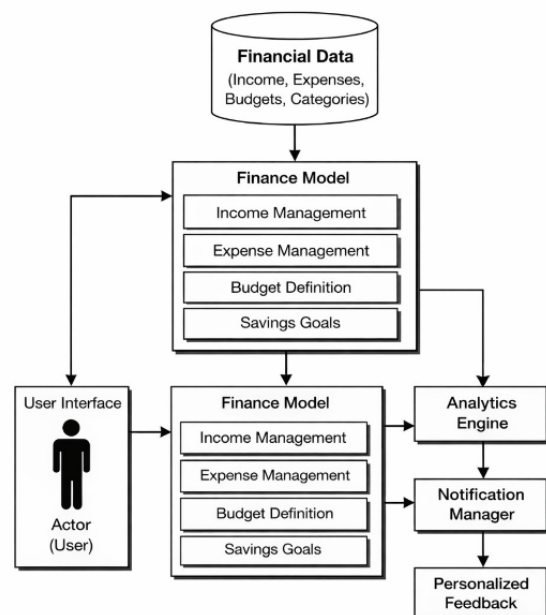 Financial Data
(Income, Expenses,
Budgets, Categories)
Finance Model
Income Management
Expense Management
Budget Definition
Savings Goals
User Interface
Actor
(User)
Finance Model
Income Management
Expense Management
Budget Definition
Savings Goals
Analytics
Engine
Notification
Manager
Personalized
Feedback